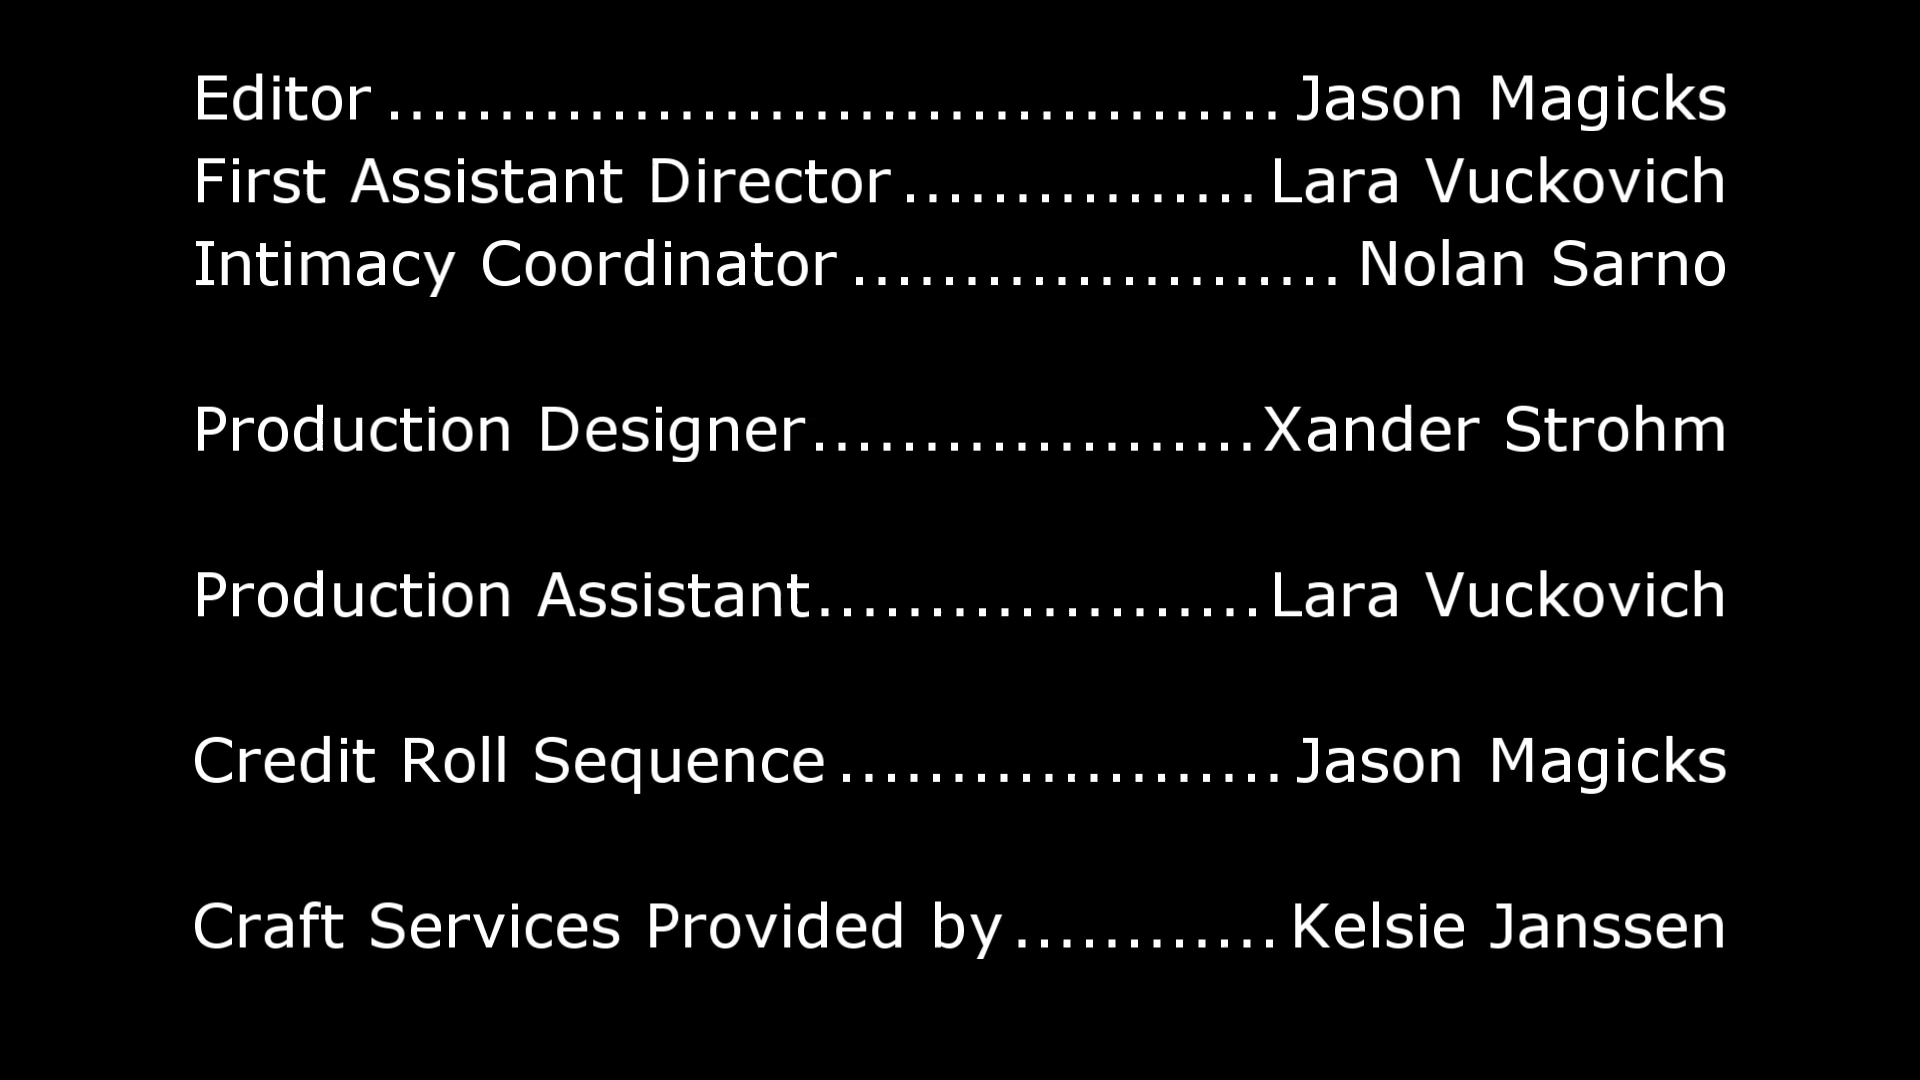 Editor.......................................Jason Magicks
First Assistant Director................Lara Vuckovich
Intimacy Coordinator......................Nolan Sarno
Production Designer....................Xander Strohm
Production Assistant....................Lara Vuckovich
Credit Roll Sequence....................Jason Magicks
Craft Services Provided by............Kelsie Janssen